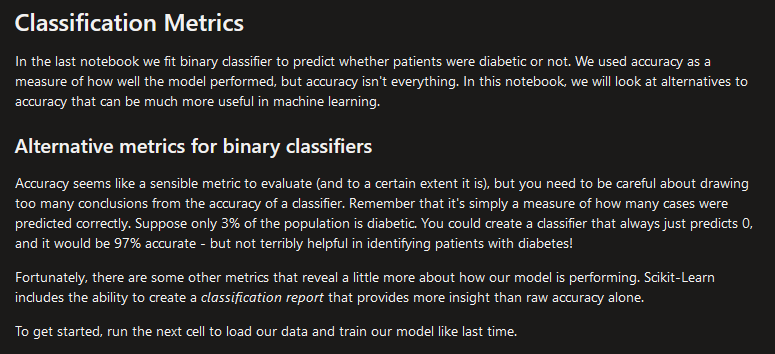 Classification Metrics
In the last notebook we fit binary classifier to predict whether patients were diabetic or not. We used accuracy as a
measure of how well the model performed, but accuracy isn't everything. In this notebook, we will look at alternatives to
accuracy that can be much more useful in machine learning.
Alternative metrics for binary classifiers
Accuracy seems like a sensible metric to evaluate (and to a certain extent it is), but you need to be careful about drawing
too many conclusions from the accuracy of a classifier. Remember that it's simply a measure of how many cases were
predicted correctly. Suppose only 3% of the population is diabetic. You could create a classifier that always just predicts 0,
and it would be 97% accurate - but not terribly helpful in identifying patients with diabetes!
Fortunately, there are some other metrics that reveal a little more about how our model is performing. Scikit-Learn
includes the ability to create a classification report that provides more insight than raw accuracy alone.
To get started, run the next cell to load our data and train our model like last time.